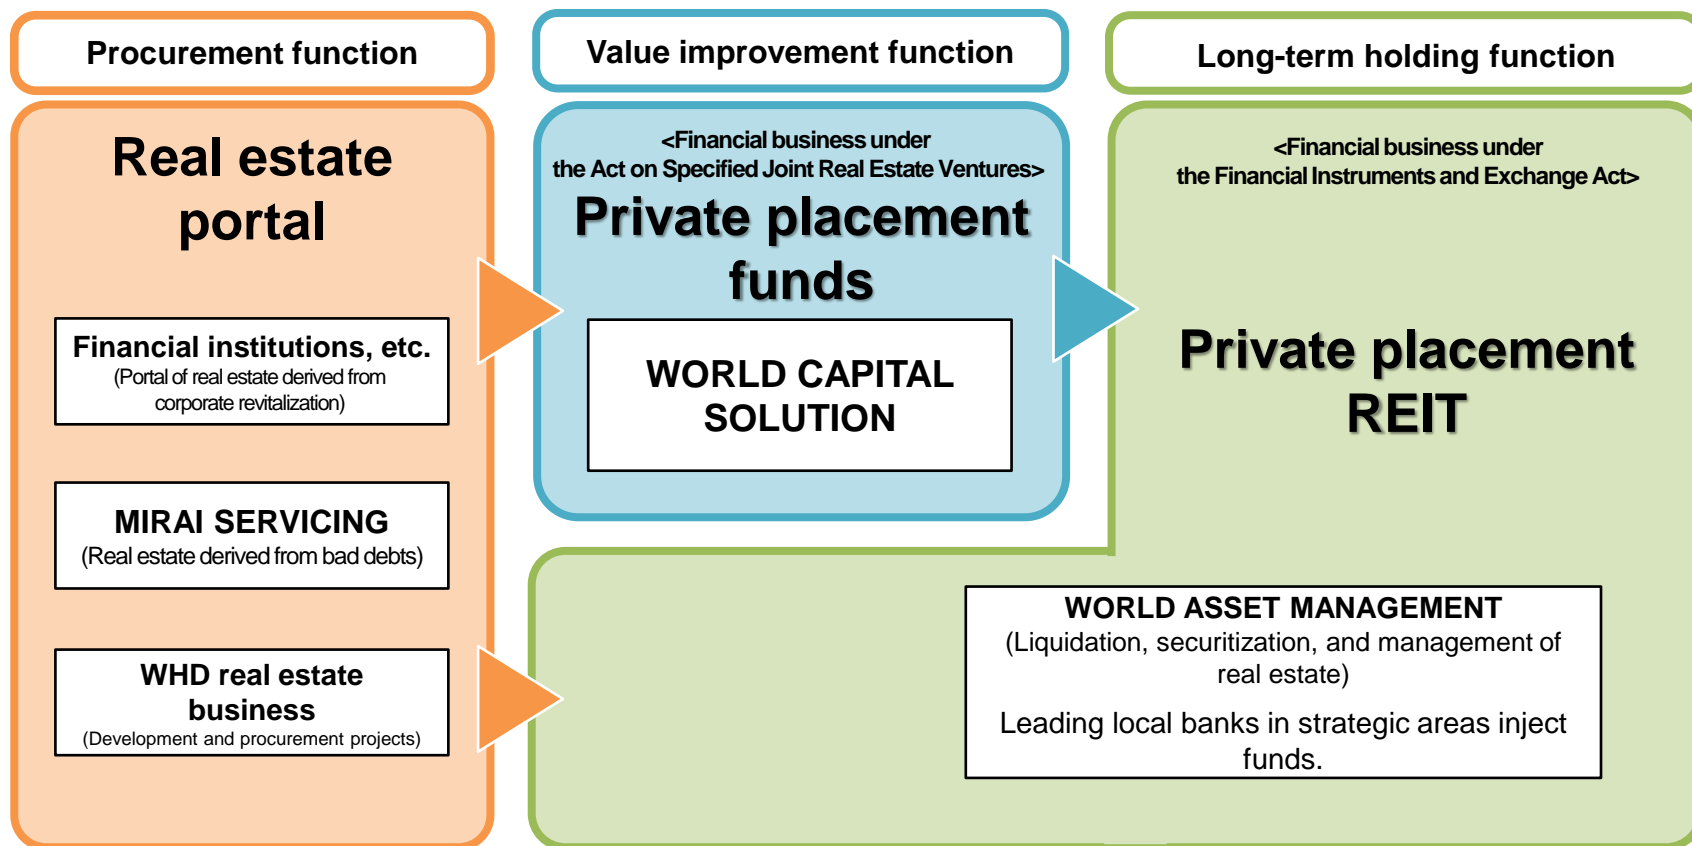 Procurement function
Value improvement function
Long-term holding function
Real estate
portal
Financial institutions, etc.
(Portal of real estate derived from
corporate revitalization)
MIRAI SERVICING
(Real estate derived from bad debts)
WHD real estate
business
(Development and procurement projects)
<Financial business under
the Act on Specified Joint Real Estate Ventures>
Private placement
funds
WORLD CAPITAL
SOLUTION
<Financial business under
the Financial Instruments and Exchange Act>
Private placement
REIT
WORLD ASSET MANAGEMENT
(Liquidation, securitization, and management of
real estate)
Leading local banks in strategic areas inject
funds.